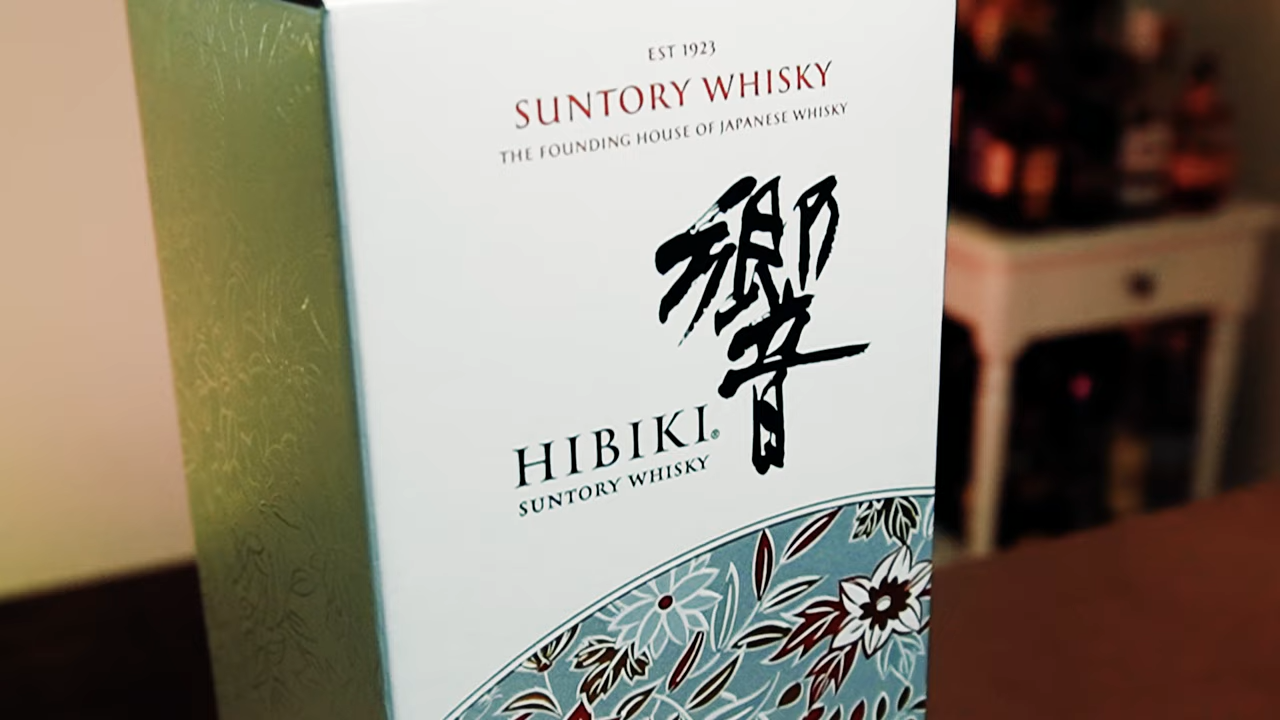 EST 1923
SUNTORY WHISKY
THE FOUNDING HOUSE OF JAPANESE WHISKY
響
HIBIKI®
SUNTORY WHISKY